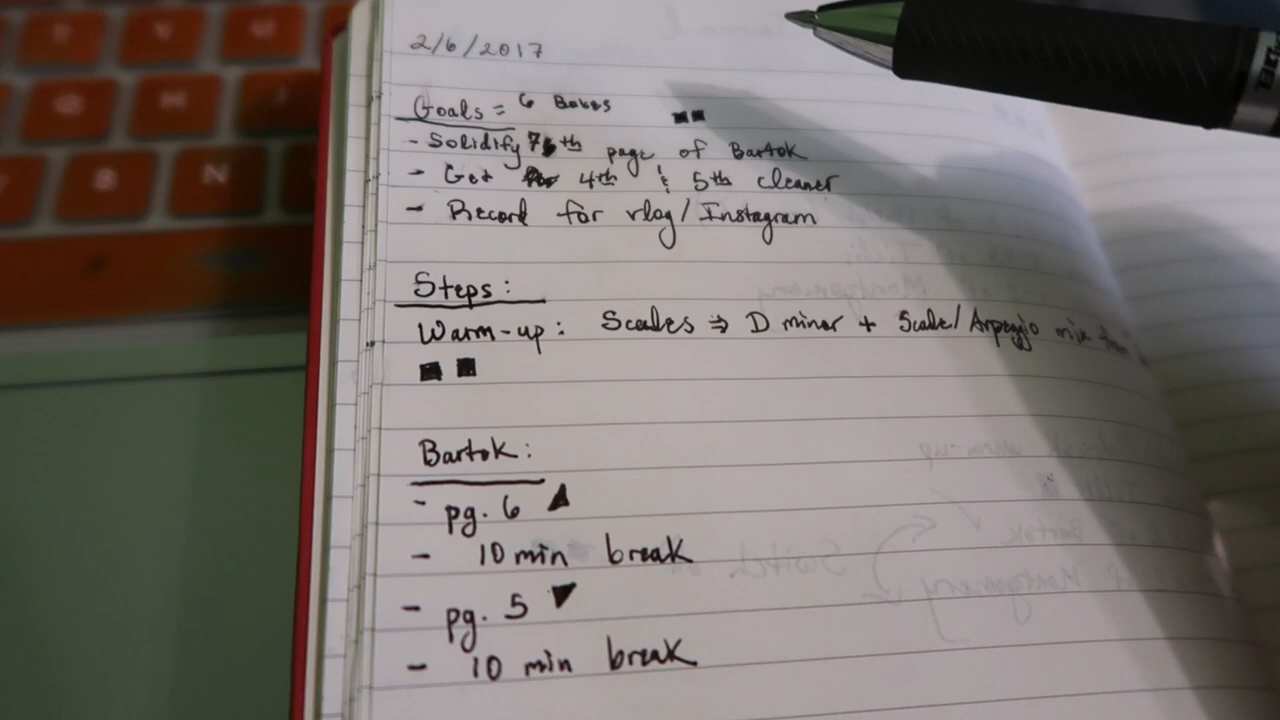 2/6/2017
Goals = 6 Boxes
- Solidify 7th page of Bartok
- Get 4th & 5th cleaner
- Record for vlog/Instagram
Steps:
Warm-up: Scales ⇒ D minor + Scale/Arpeggio mix
Bartok:
- pg. 6
- 10 min break
- pg. 5
- 10 min break